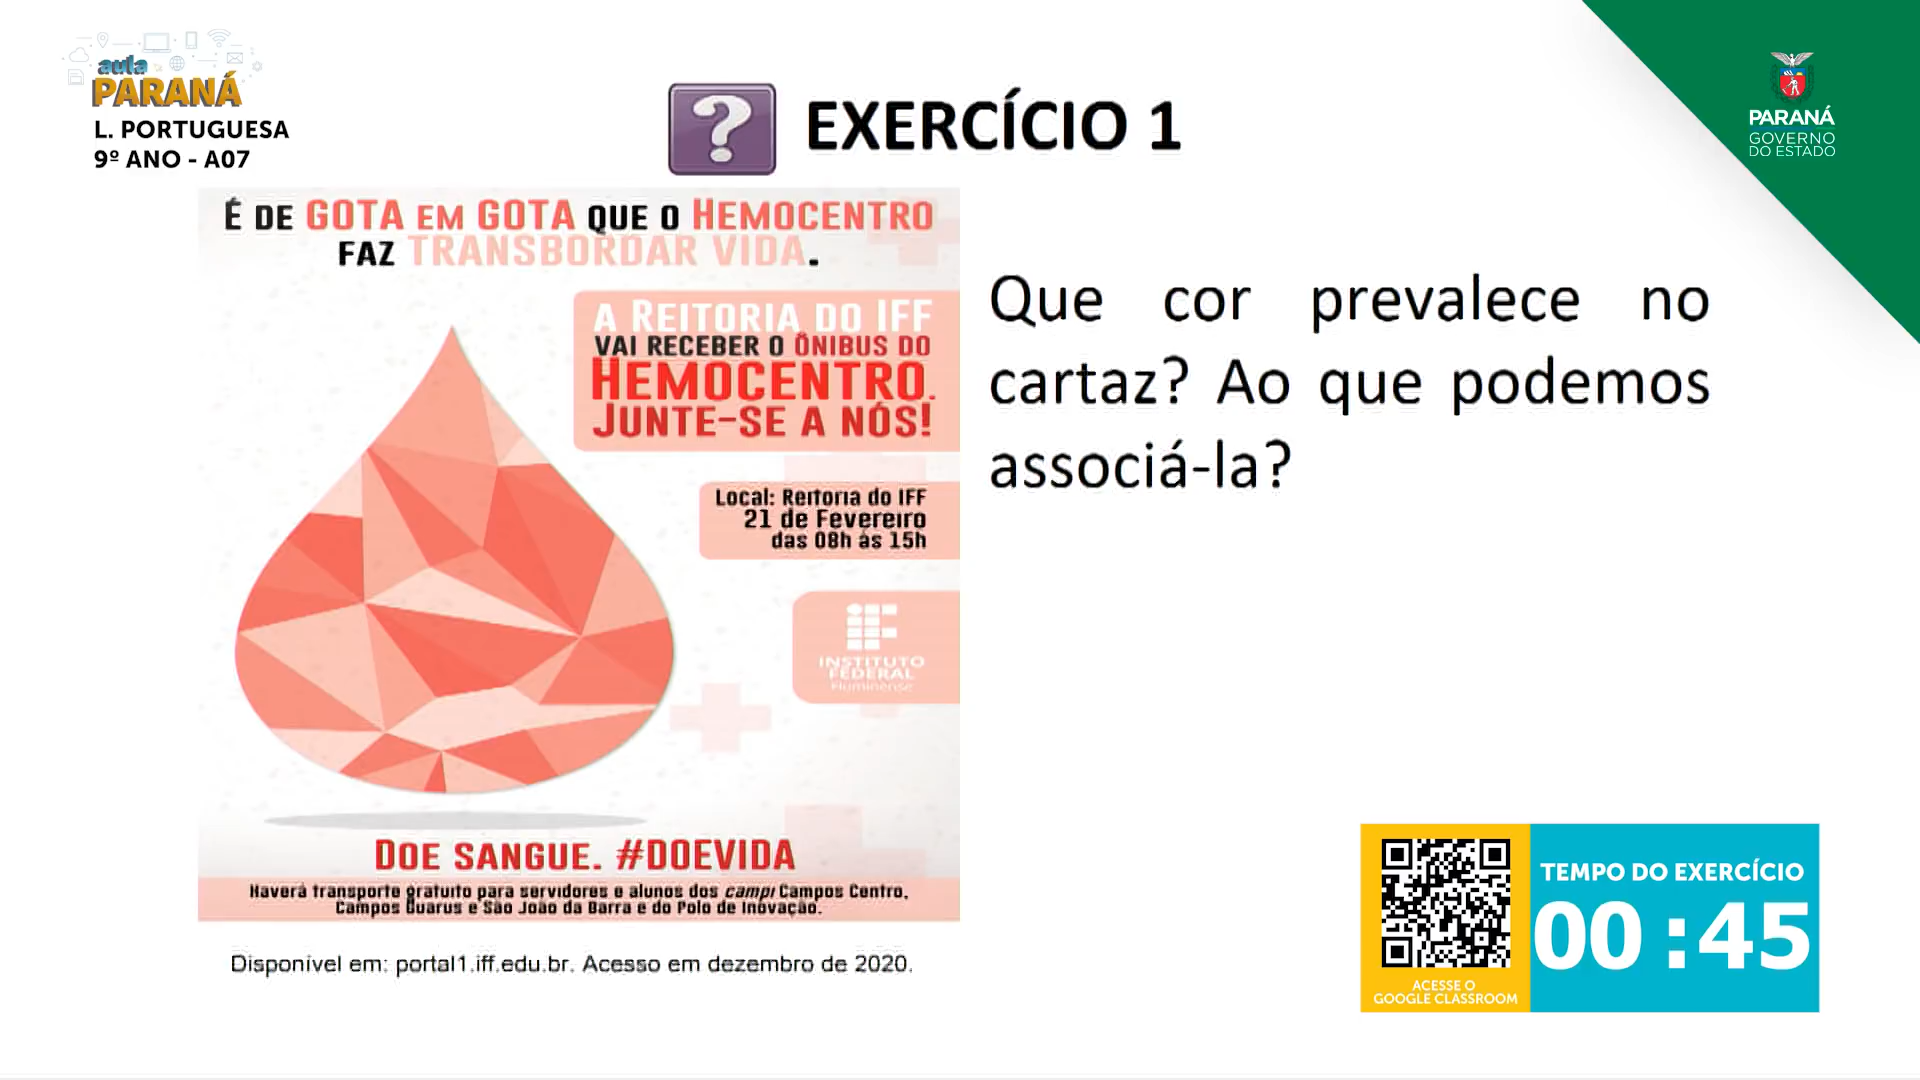 aula
PARANÁ
L. PORTUGUESA
9º ANO - A07
? EXERCÍCIO 1
PARANÁ
GOVERNO
DO ESTADO
É DE GOTA EM GOTA QUE O HEMOCENTRO
FAZ TRANSBORDAR VIDA.
A REITORIA DO IFF
VAI RECEBER O ÔNIBUS DO
HEMOCENTRO.
JUNTE-SE A NÓS!
Local: Reitoria do IFF
21 de Fevereiro
das 08h às 15h
INSTITUTO
FEDERAL
Fluminense
DOE SANGUE. #DOEVIDA
Haverá transporte gratuito para servidores e alunos dos campi Campos Centro,
Campos Guarus e São João da Barra e do Polo de Inovação.
Disponível em: portal1.iff.edu.br. Acesso em dezembro de 2020.
Que cor prevalece no
cartaz? Ao que podemos
associá-la?
TEMPO DO EXERCÍCIO
00 :45
ACESSE O
GOOGLE CLASSROOM